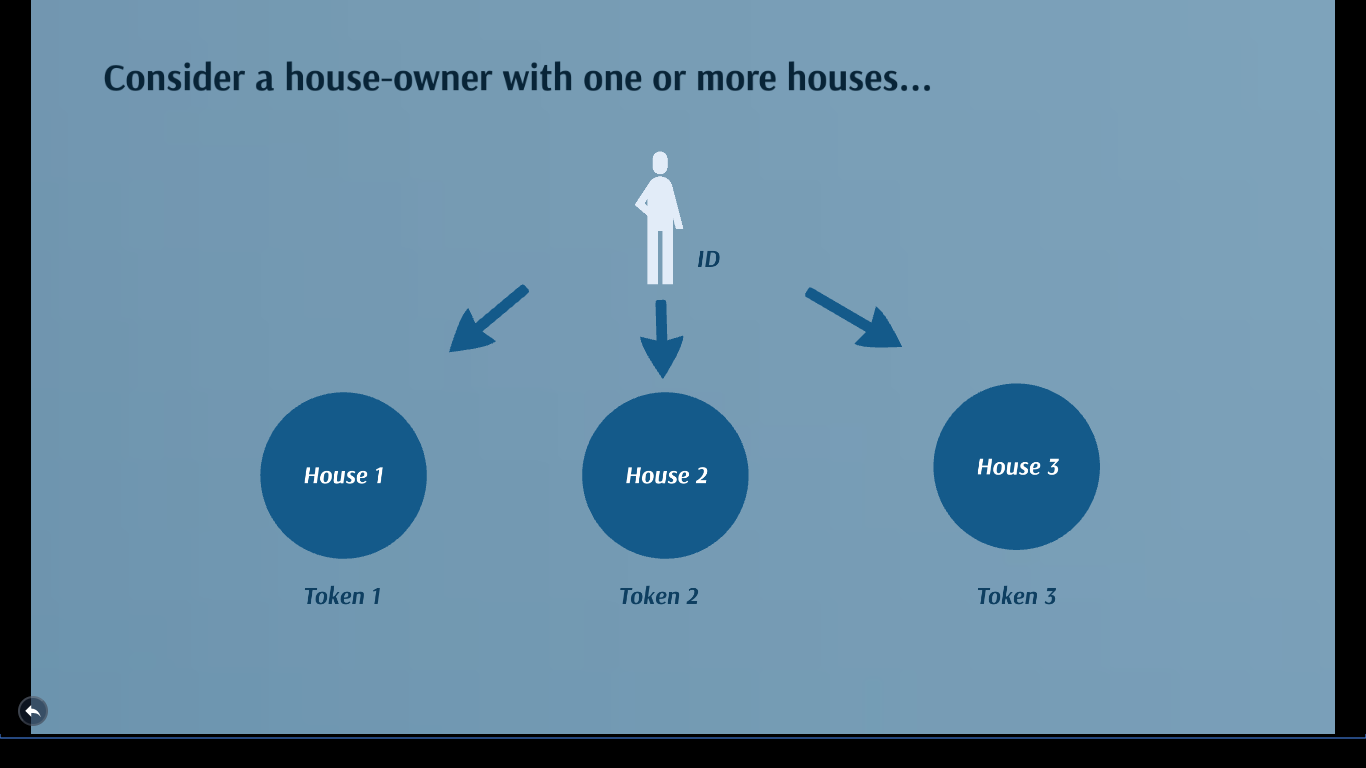 Consider a house-owner with one or more houses...
ID
House 1
House 2
House 3
Token 1
Token 2
Token 3